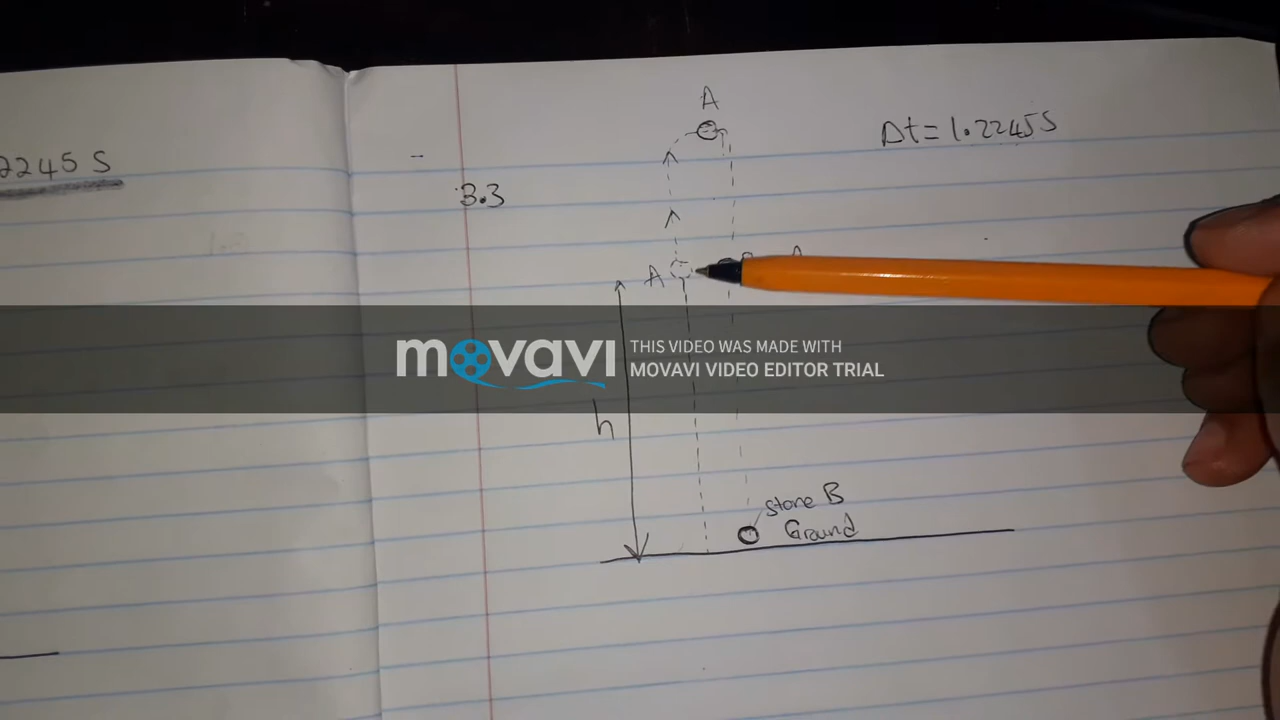 A
Δt = 1.2245 S
2245 S
3.3
A
movavi
THIS VIDEO WAS MADE WITH
MOVAVI VIDEO EDITOR TRIAL
h
Stone B
Ground